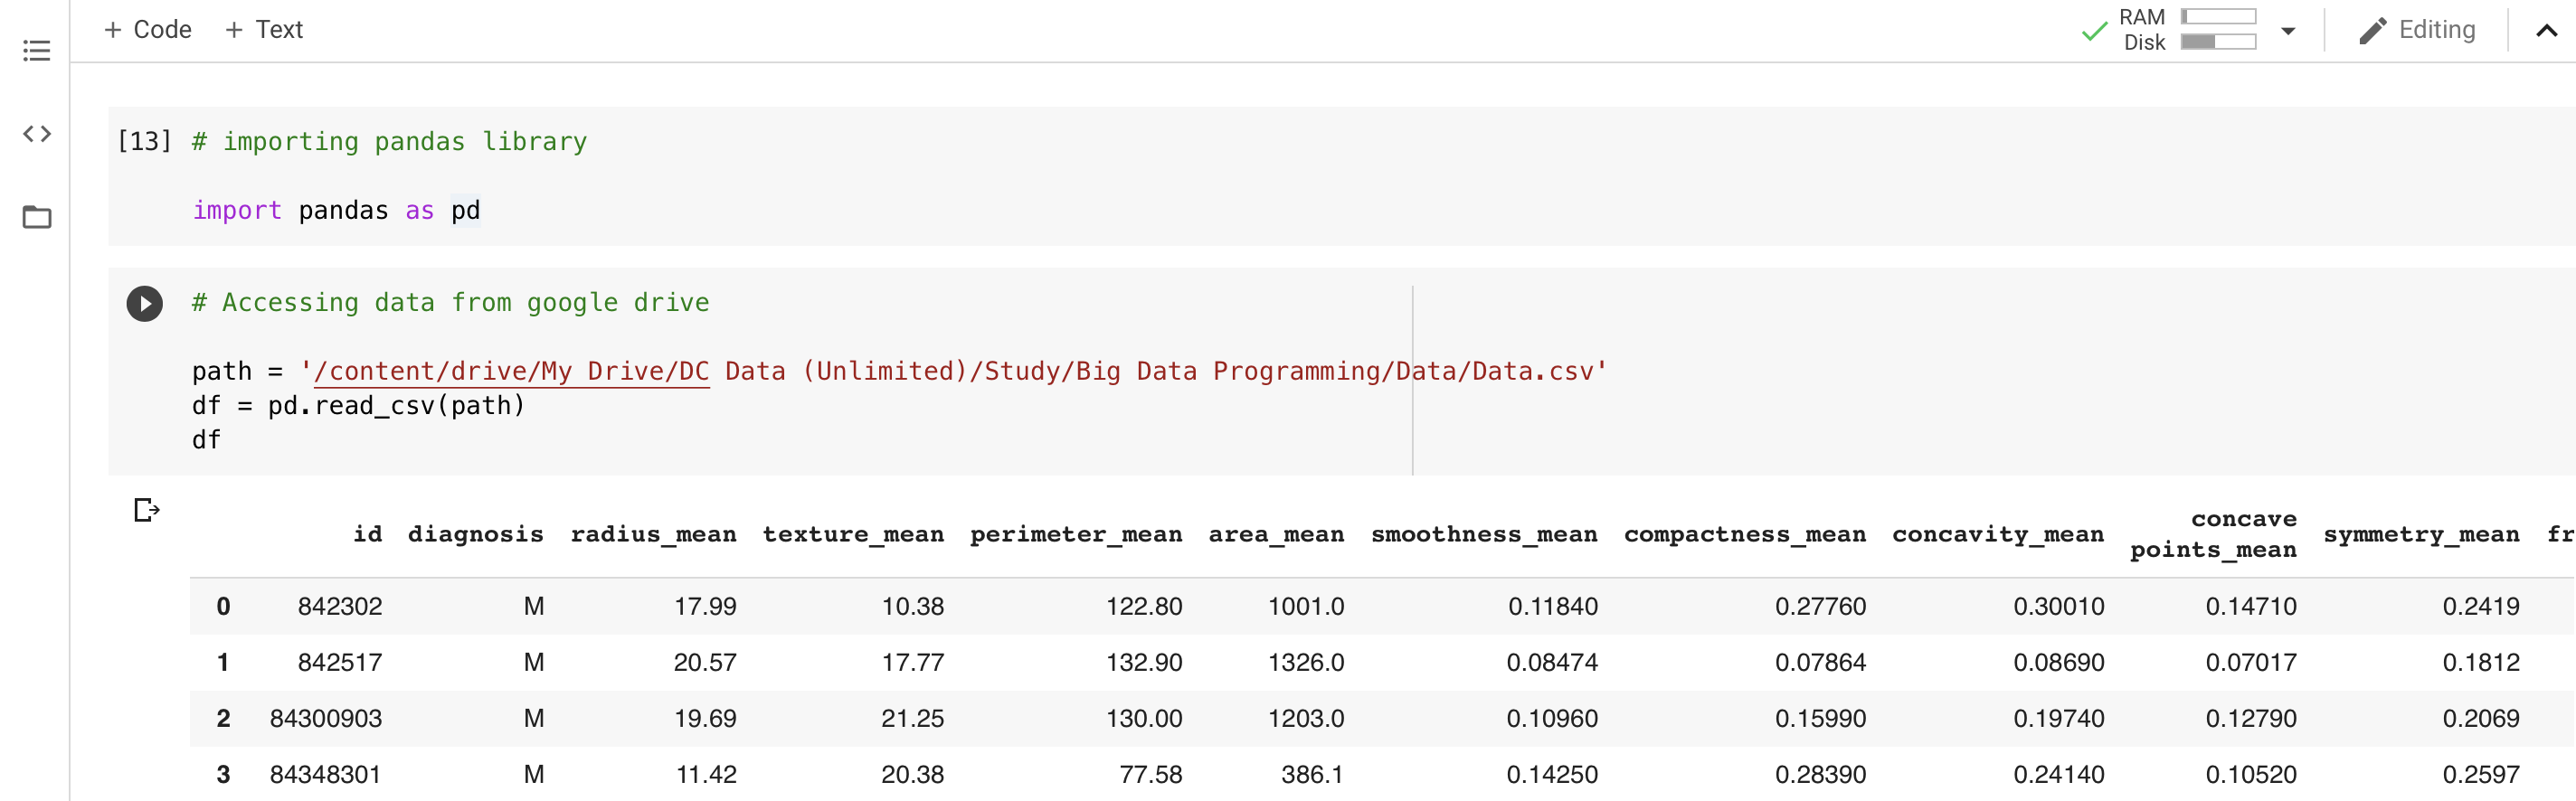 + Code + Text
RAM
Disk
Editing
[13] # importing pandas library
import pandas as pd
# Accessing data from google drive
path = '/content/drive/My Drive/DC Data (Unlimited)/Study/Big Data Programming/Data/Data.csv'
df = pd.read_csv(path)
df
id diagnosis radius_mean texture_mean perimeter_mean area_mean smoothness_mean compactness_mean concavity_mean concave points_mean symmetry_mean fr
0 842302 M 17.99 10.38 122.80 1001.0 0.11840 0.27760 0.30010 0.14710 0.2419
1 842517 M 20.57 17.77 132.90 1326.0 0.08474 0.07864 0.08690 0.07017 0.1812
2 84300903 M 19.69 21.25 130.00 1203.0 0.10960 0.15990 0.19740 0.12790 0.2069
3 84348301 M 11.42 20.38 77.58 386.1 0.14250 0.28390 0.24140 0.10520 0.2597